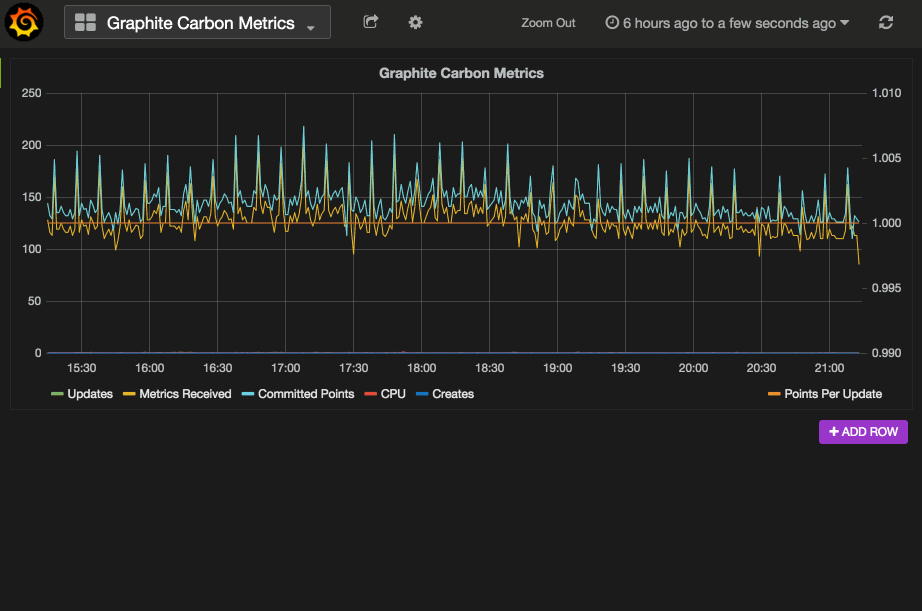 Graphite Carbon Metrics
Zoom Out
6 hours ago to a few seconds ago
Graphite Carbon Metrics
250
200
150
100
50
0
1.010
1.005
1.000
0.995
0.990
15:30 16:00 16:30 17:00 17:30 18:00 18:30 19:00 19:30 20:00 20:30 21:00
Updates Metrics Received Committed Points CPU Creates Points Per Update
+ ADD ROW